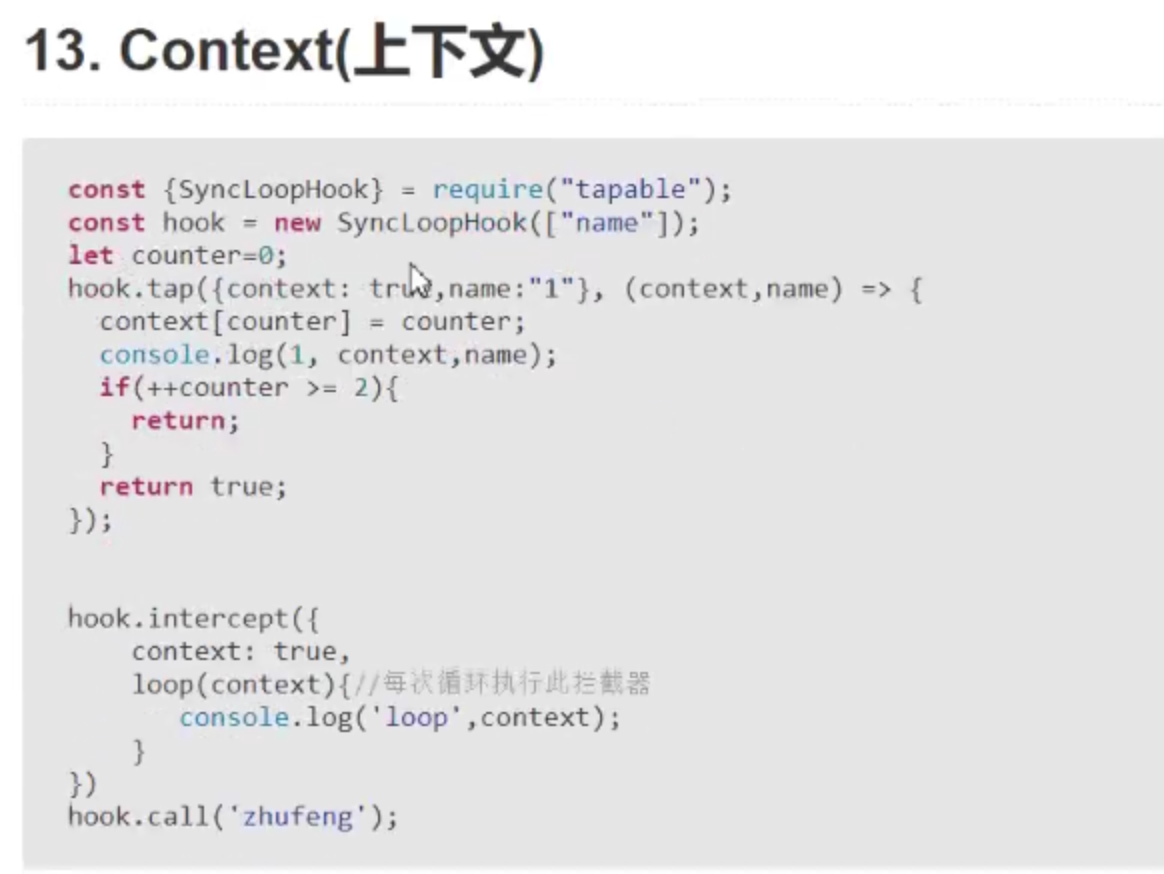 13. Context(上下文)
const {SyncLoopHook} = require("tapable");
const hook = new SyncLoopHook(["name"]);
let counter=0;
hook.tap({context: true,name:"1"}, (context,name) => {
  context[counter] = counter;
  console.log(1, context,name);
  if(++counter >= 2){
    return;
  }
  return true;
});
hook.intercept({
    context: true,
    loop(context){//每次循环执行此拦截器
       console.log('loop',context);
    }
})
hook.call('zhufeng');